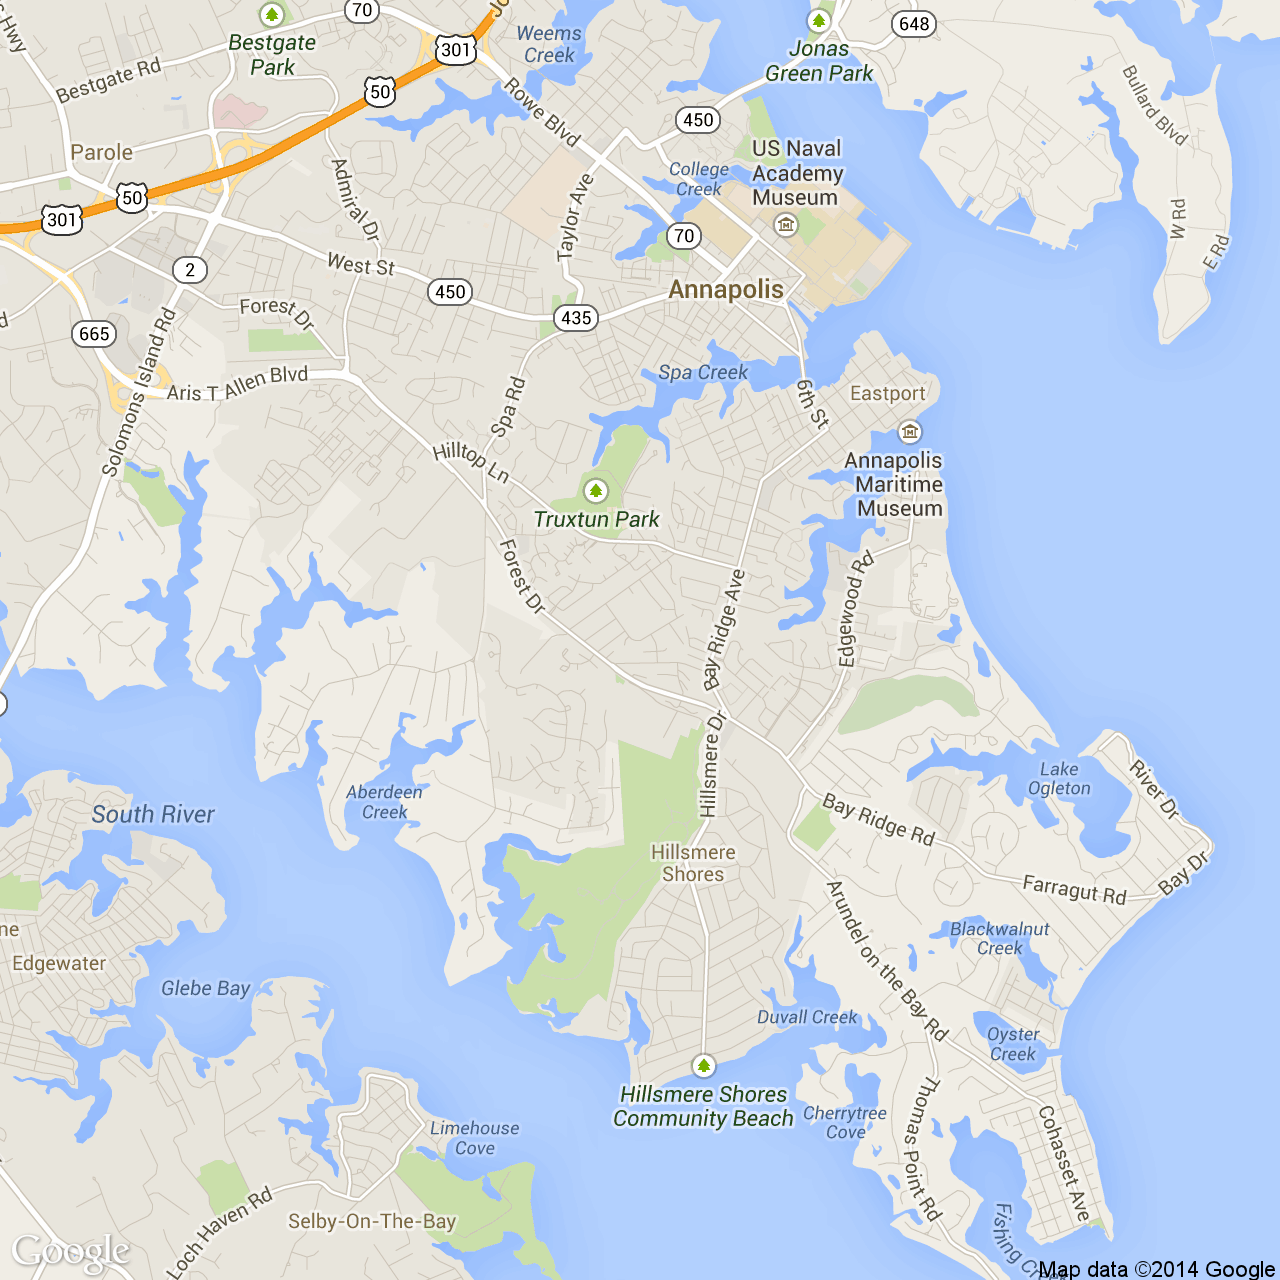 70
Bestgate
Park
301
Weems
Creek
Jonas
Green Park
648
Bestgate Rd
50
Rowe Blvd
450
Bullard Blvd
Parole
US Naval
Academy
Museum
College
Creek
50
301
Admiral Dr
Taylor Ave
70
W Rd
E Rd
West St
2
450
Annapolis
Forest Dr
435
665
Solomons Island Rd
Aris T Allen Blvd
Spa Creek
Spa Rd
6th St
Eastport
Hilltop Ln
Annapolis
Maritime
Museum
Truxtun Park
Forest Dr
Bay Ridge Ave
Edgewood Rd
Hillsmere Dr
Lake
Ogleton
River Dr
Aberdeen
Creek
South River
Bay Ridge Rd
Hillsmere
Shores
Farragut Rd
Bay Dr
Arundel on the Bay Rd
Blackwalnut
Creek
Edgewater
Glebe Bay
Duvall Creek
Oyster
Creek
Hillsmere Shores
Community Beach
Cherrytree
Cove
Thomas Point Rd
Cohasset Ave
Limehouse
Cove
Loch Haven Rd
Selby-On-The-Bay
Fishing Creek
Google
Map data ©2014 Google